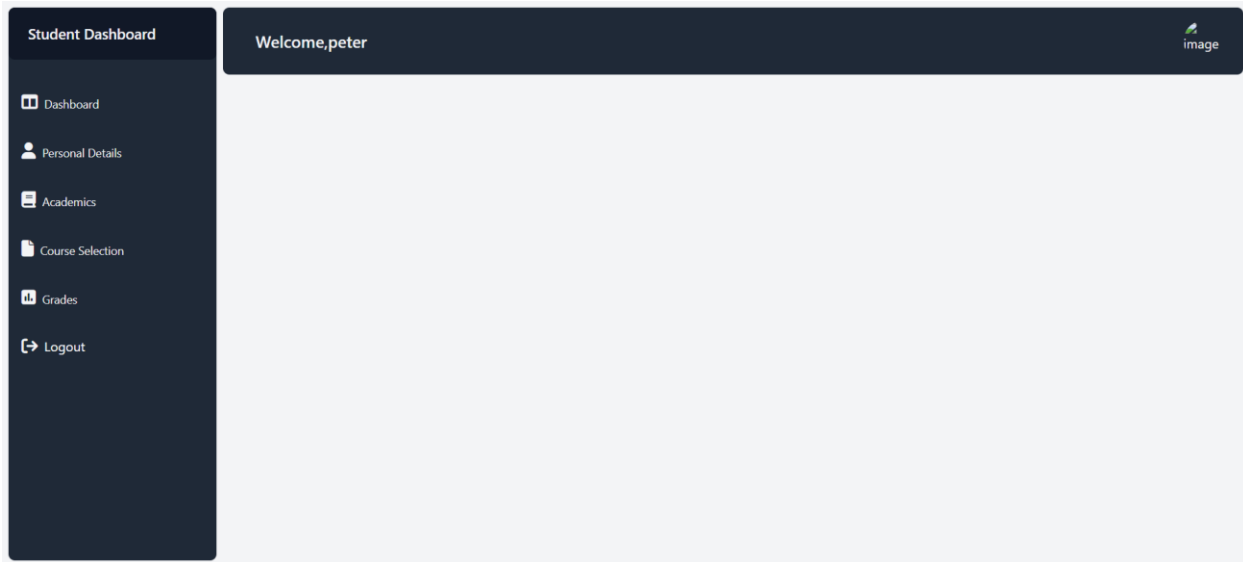 Student Dashboard
Welcome,peter
image
Dashboard
Personal Details
Academics
Course Selection
Grades
Logout